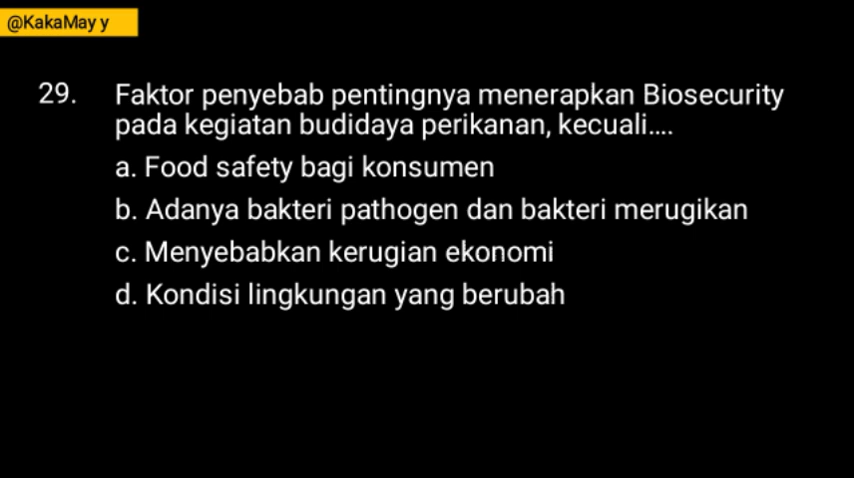 @KakaMay y
29. Faktor penyebab pentingnya menerapkan Biosecurity
pada kegiatan budidaya perikanan, kecuali....
a. Food safety bagi konsumen
b. Adanya bakteri pathogen dan bakteri merugikan
c. Menyebabkan kerugian ekonomi
d. Kondisi lingkungan yang berubah